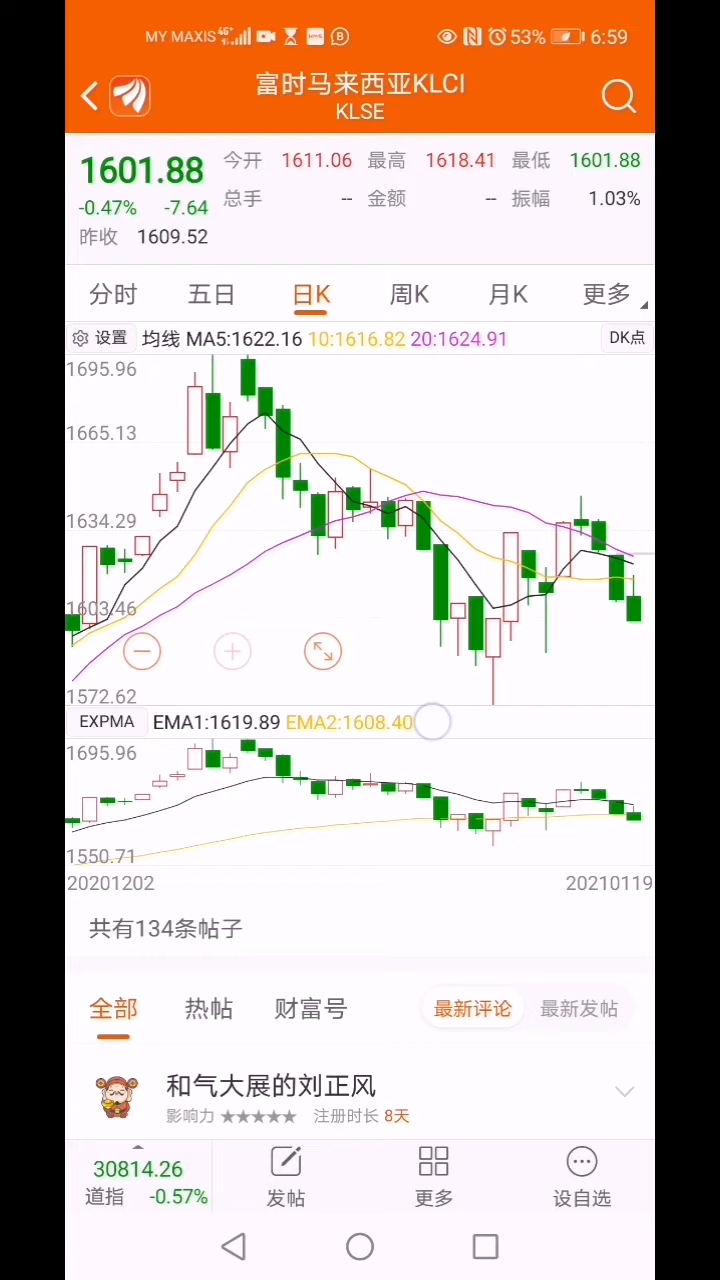 MY MAXIS 4G+ 53% 6:59
富时马来西亚KLCI
KLSE
1601.88 今开 1611.06 最高 1618.41 最低 1601.88
-0.47% -7.64 总手 -- 金额 -- 振幅 1.03%
昨收 1609.52
分时 五日 日K 周K 月K 更多
设置 均线 MA5:1622.16 10:1616.82 20:1624.91 DK点
1695.96
1665.13
1634.29
1603.46
1572.62
EXPMA EMA1:1619.89 EMA2:1608.40
1695.96
1550.71
20201202 20210119
共有134条帖子
全部 热帖 财富号 最新评论 最新发帖
和气大展的刘正风
影响力 ★★★★★ 注册时长 8天
30814.26
道指 -0.57% 发帖 更多 设自选